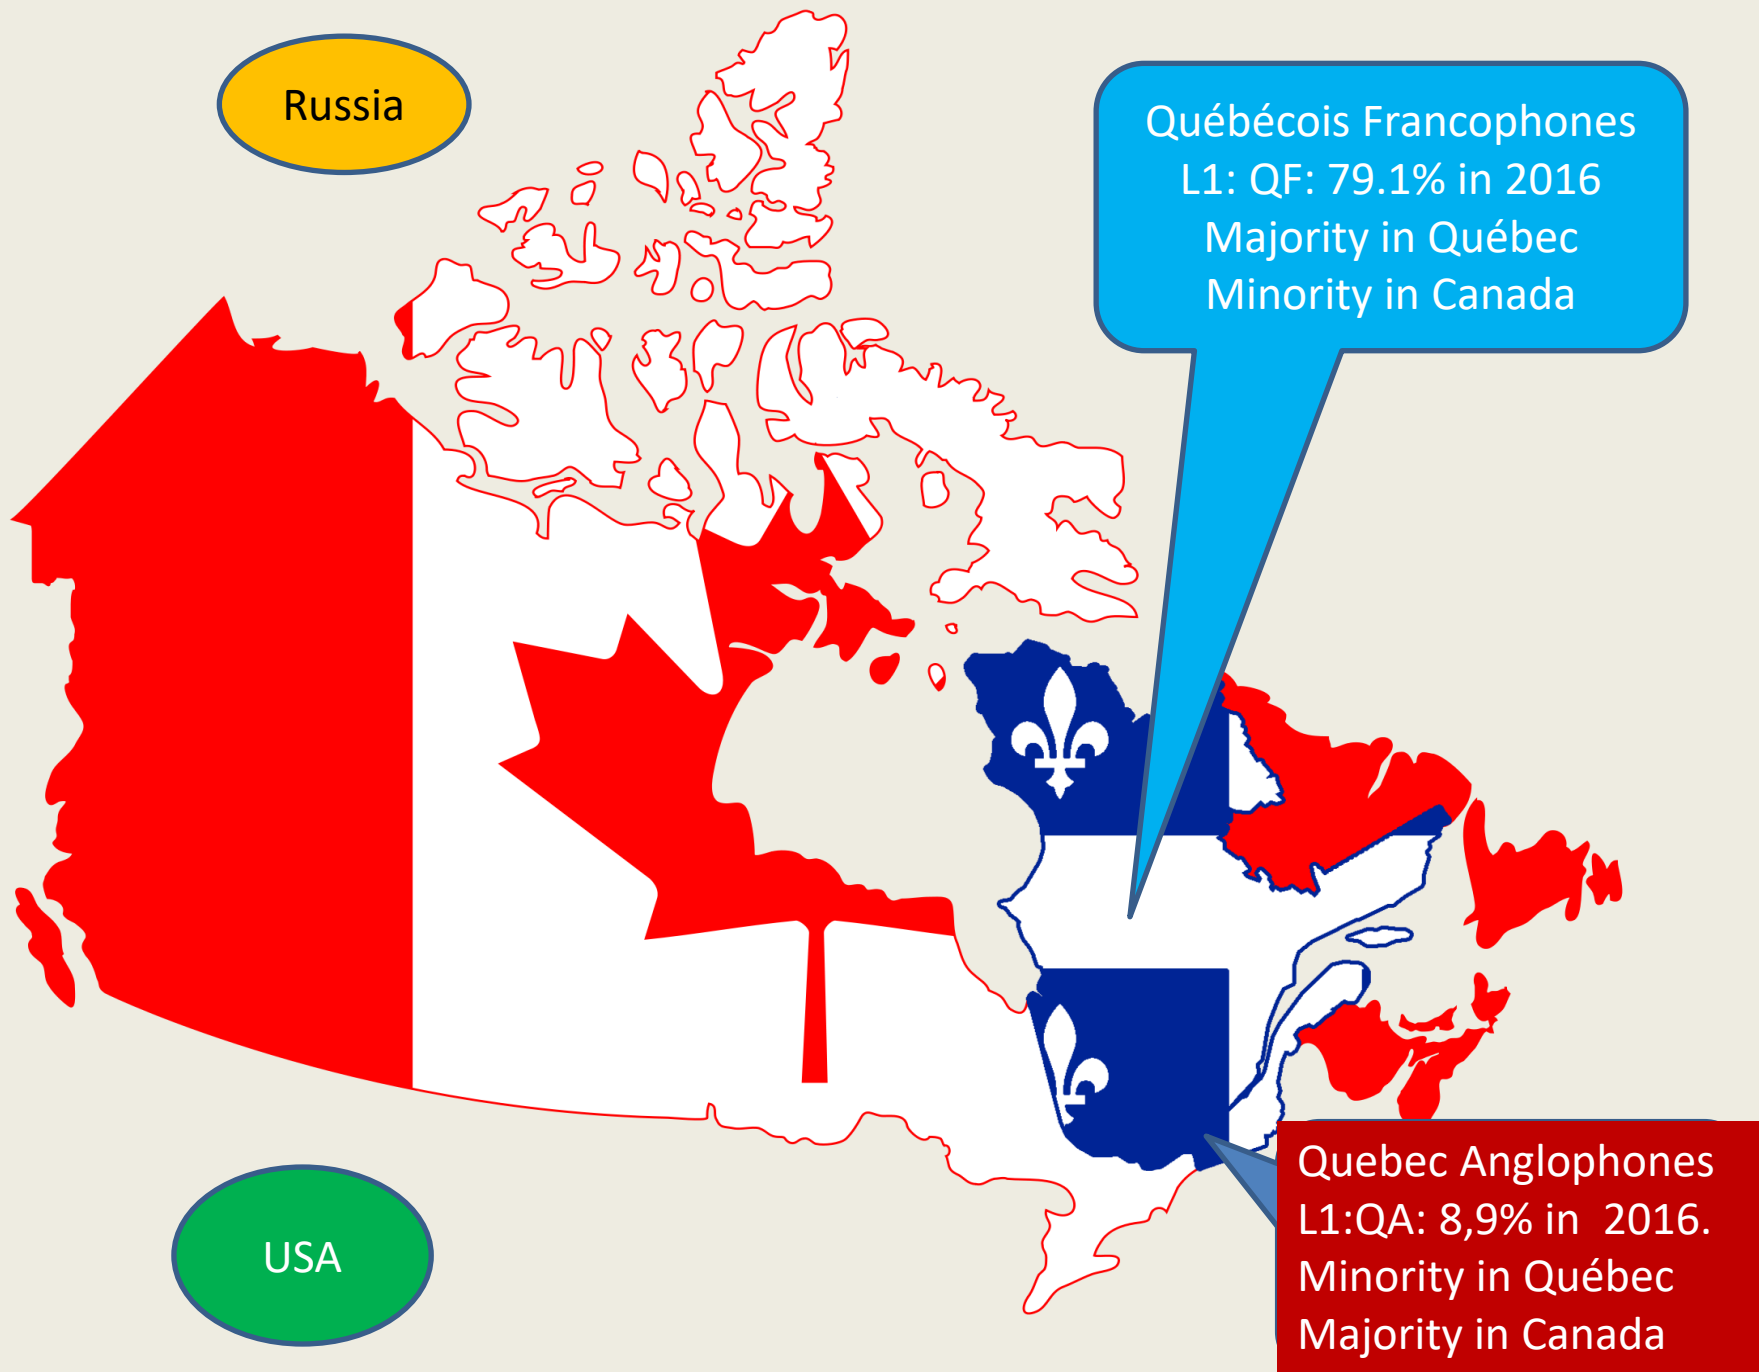 Russia
Québécois Francophones
L1: QF: 79.1% in 2016
Majority in Québec
Minority in Canada
Quebec Anglophones
L1:QA: 8,9% in  2016.
Minority in Québec
Majority in Canada
USA